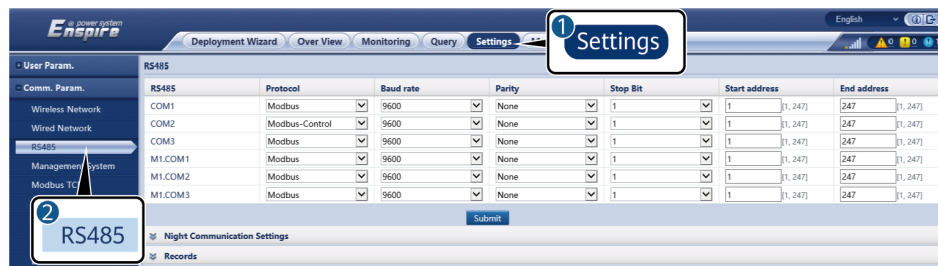 Enspire e power system
English
Deployment Wizard Over View Monitoring Query Settings
1 Settings
User Param. RS485
Comm. Param.
RS485 Protocol Baud rate Parity Stop Bit Start address End address
Wireless Network
COM1 Modbus 9600 None 1 1 [1, 247] 247 [1, 247]
Wired Network
COM2 Modbus-Control 9600 None 1 1 [1, 247] 247 [1, 247]
RS485
COM3 Modbus 9600 None 1 1 [1, 247] 247 [1, 247]
Management System
M1.COM1 Modbus 9600 None 1 1 [1, 247] 247 [1, 247]
Modbus TC
M1.COM2 Modbus 9600 None 1 1 [1, 247] 247 [1, 247]
M1.COM3 Modbus 9600 None 1 1 [1, 247] 247 [1, 247]
2 RS485
Submit
Night Communication Settings
Records